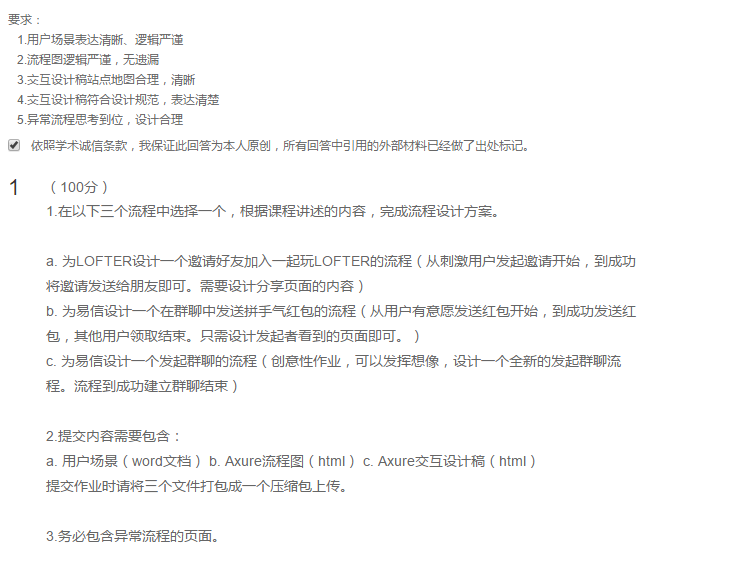 要求：
1.用户场景表达清晰、逻辑严谨
2.流程图逻辑严谨，无遗漏
3.交互设计稿站点地图合理，清晰
4.交互设计稿符合设计规范，表达清楚
5.异常流程思考到位，设计合理
依照学术诚信条款，我保证此回答为本人原创，所有回答中引用的外部材料已经做了出处标记。
1 （100分）
1.在以下三个流程中选择一个，根据课程讲述的内容，完成流程设计方案。
a. 为LOFTER设计一个邀请好友加入一起玩LOFTER的流程（从刺激用户发起邀请开始，到成功
将邀请发送给朋友即可。需要设计分享页面的内容）
b. 为易信设计一个在群聊中发送拼手气红包的流程（从用户有意愿发送红包开始，到成功发送红
包，其他用户领取结束。只需设计发起者看到的页面即可。）
c. 为易信设计一个发起群聊的流程（创意性作业，可以发挥想像，设计一个全新的发起群聊流
程。流程到成功建立群聊结束）
2.提交内容需要包含：
a. 用户场景（word文档） b. Axure流程图（html） c. Axure交互设计稿（html）
提交作业时请将三个文件打包成一个压缩包上传。
3.务必包含异常流程的页面。